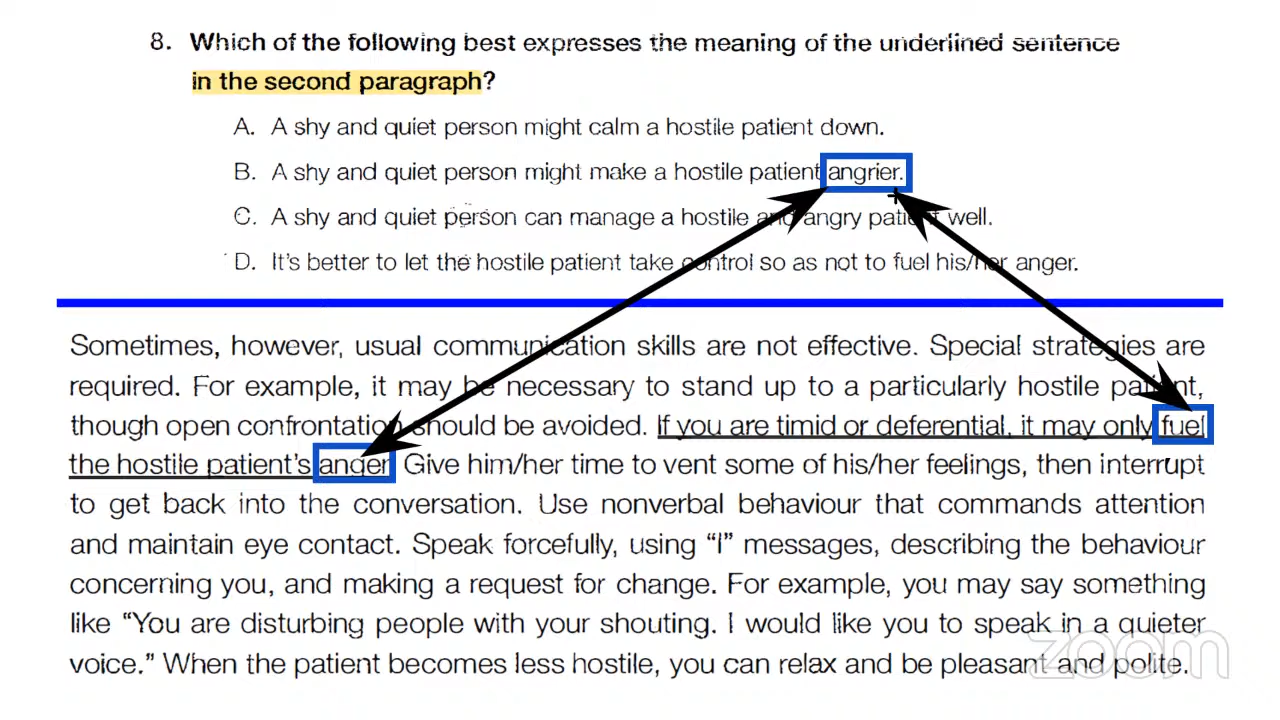 8. Which of the following best expresses the meaning of the underlined sentence
in the second paragraph?
A. A shy and quiet person might calm a hostile patient down.
B. A shy and quiet person might make a hostile patient angrier.
C. A shy and quiet person can manage a hostile and angry patient well.
D. It's better to let the hostile patient take control so as not to fuel his/her anger.
Sometimes, however, usual communication skills are not effective. Special strategies are
required. For example, it may be necessary to stand up to a particularly hostile patient,
though open confrontation should be avoided. If you are timid or deferential, it may only fuel
the hostile patient's anger Give him/her time to vent some of his/her feelings, then interrupt
to get back into the conversation. Use nonverbal behaviour that commands attention
and maintain eye contact. Speak forcefully, using “I” messages, describing the behaviour
concerning you, and making a request for change. For example, you may say something
like “You are disturbing people with your shouting. I would like you to speak in a quieter
voice.” When the patient becomes less hostile, you can relax and be pleasant and polite.
zoom